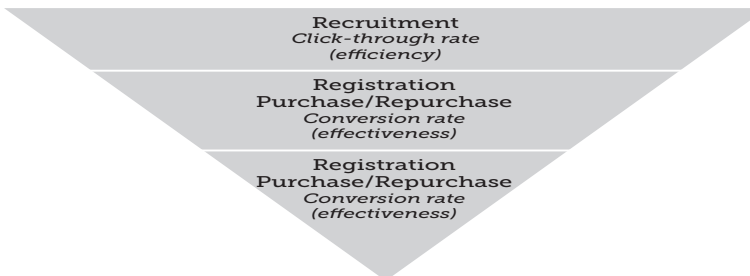 Recruitment
Click-through rate
(efficiency)
Registration
Purchase/Repurchase
Conversion rate
(effectiveness)
Registration
Purchase/Repurchase
Conversion rate
(effectiveness)